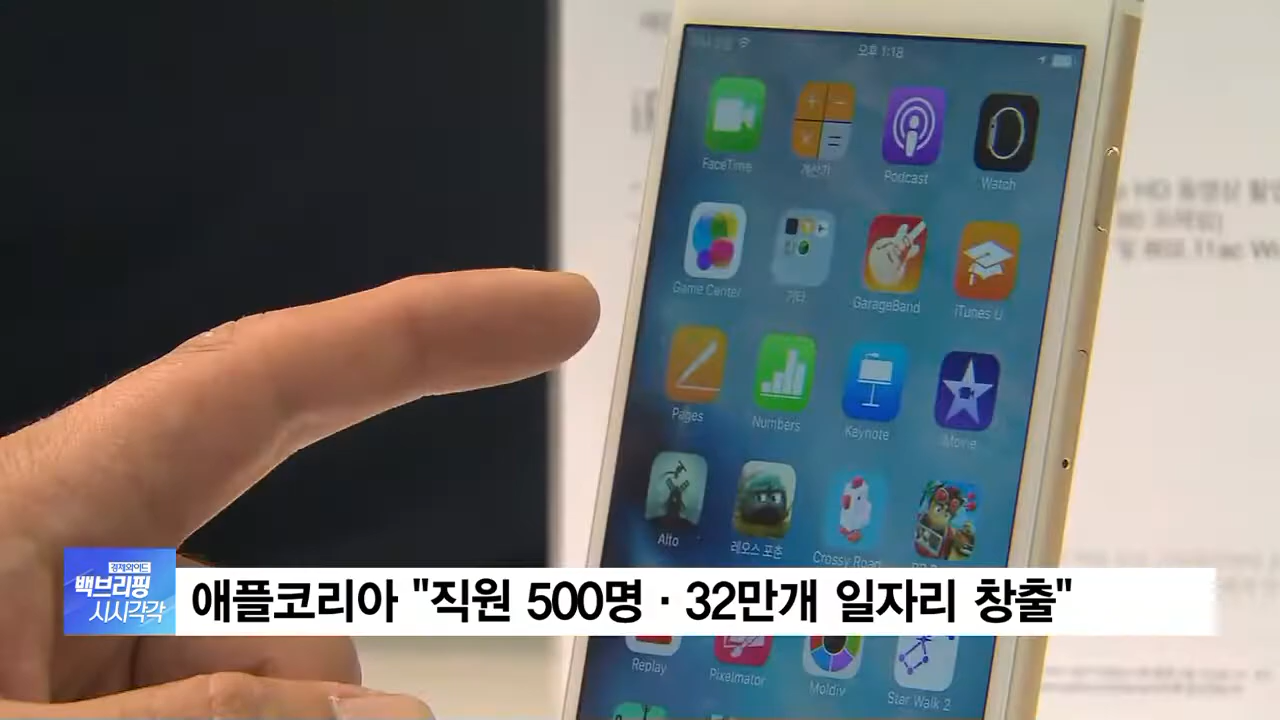 오후 1:18
FaceTime
계산기
Podcast
Watch
Game Center
기타
GarageBand
iTunes U
Pages
Numbers
Keynote
iMovie
Alto
레오스 포춘
Crossy Road
경제와이드
백브리핑
시시각각
애플코리아 "직원 500명 · 32만개 일자리 창출"
Replay
Pixelmator
Moldiv
Star Walk 2
802.11ac